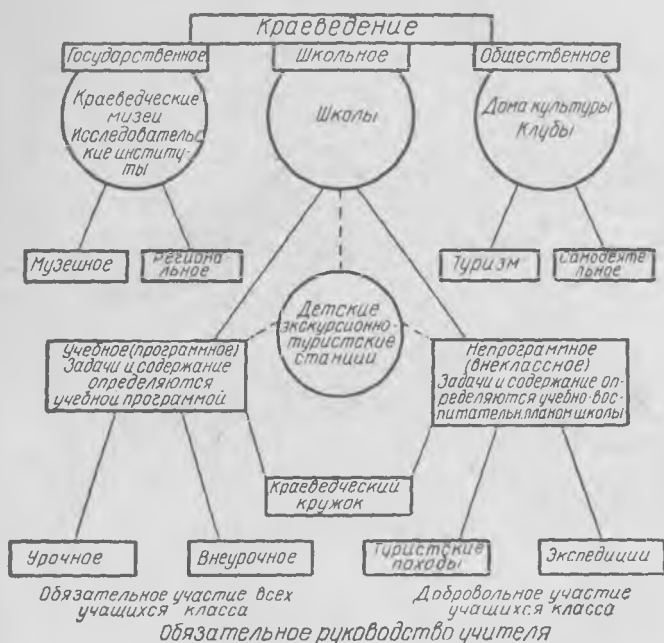 Краеведение
Государственное
Школьное
Общественное
Краеведческие
музеи
Исследователь-
ские институ-
ты
Школы
Дома культуры
Клубы
Музейное
Региона-
льное
Туризм
Самодеяте-
льное
Детские
экскурсионно-
туристские
станции
Учебное (программное)
Задачи и содержание
определяются
учебной программой
Непрограммное
(внеклассное)
Задачи и содержание оп-
ределяются учебно-вос-
питательн. планом школы
Краеведческий
кружок
Урочное
Внеурочное
Туристские
походы
Экспедиции
Обязательное участие всех
учащихся класса
Добровольное участие
учащихся класса
Обязательное руководство учителя